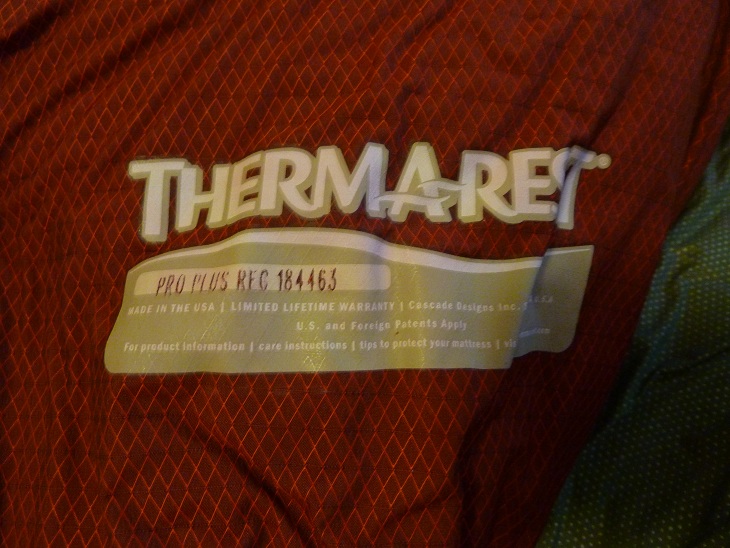 THERMAREST
PRO PLUS REG 184463
MADE IN THE USA | LIMITED LIFETIME WARRANTY | Cascade Designs Inc.
U.S. and Foreign Patents Apply
For product information | care instructions | tips to protect your mattress |